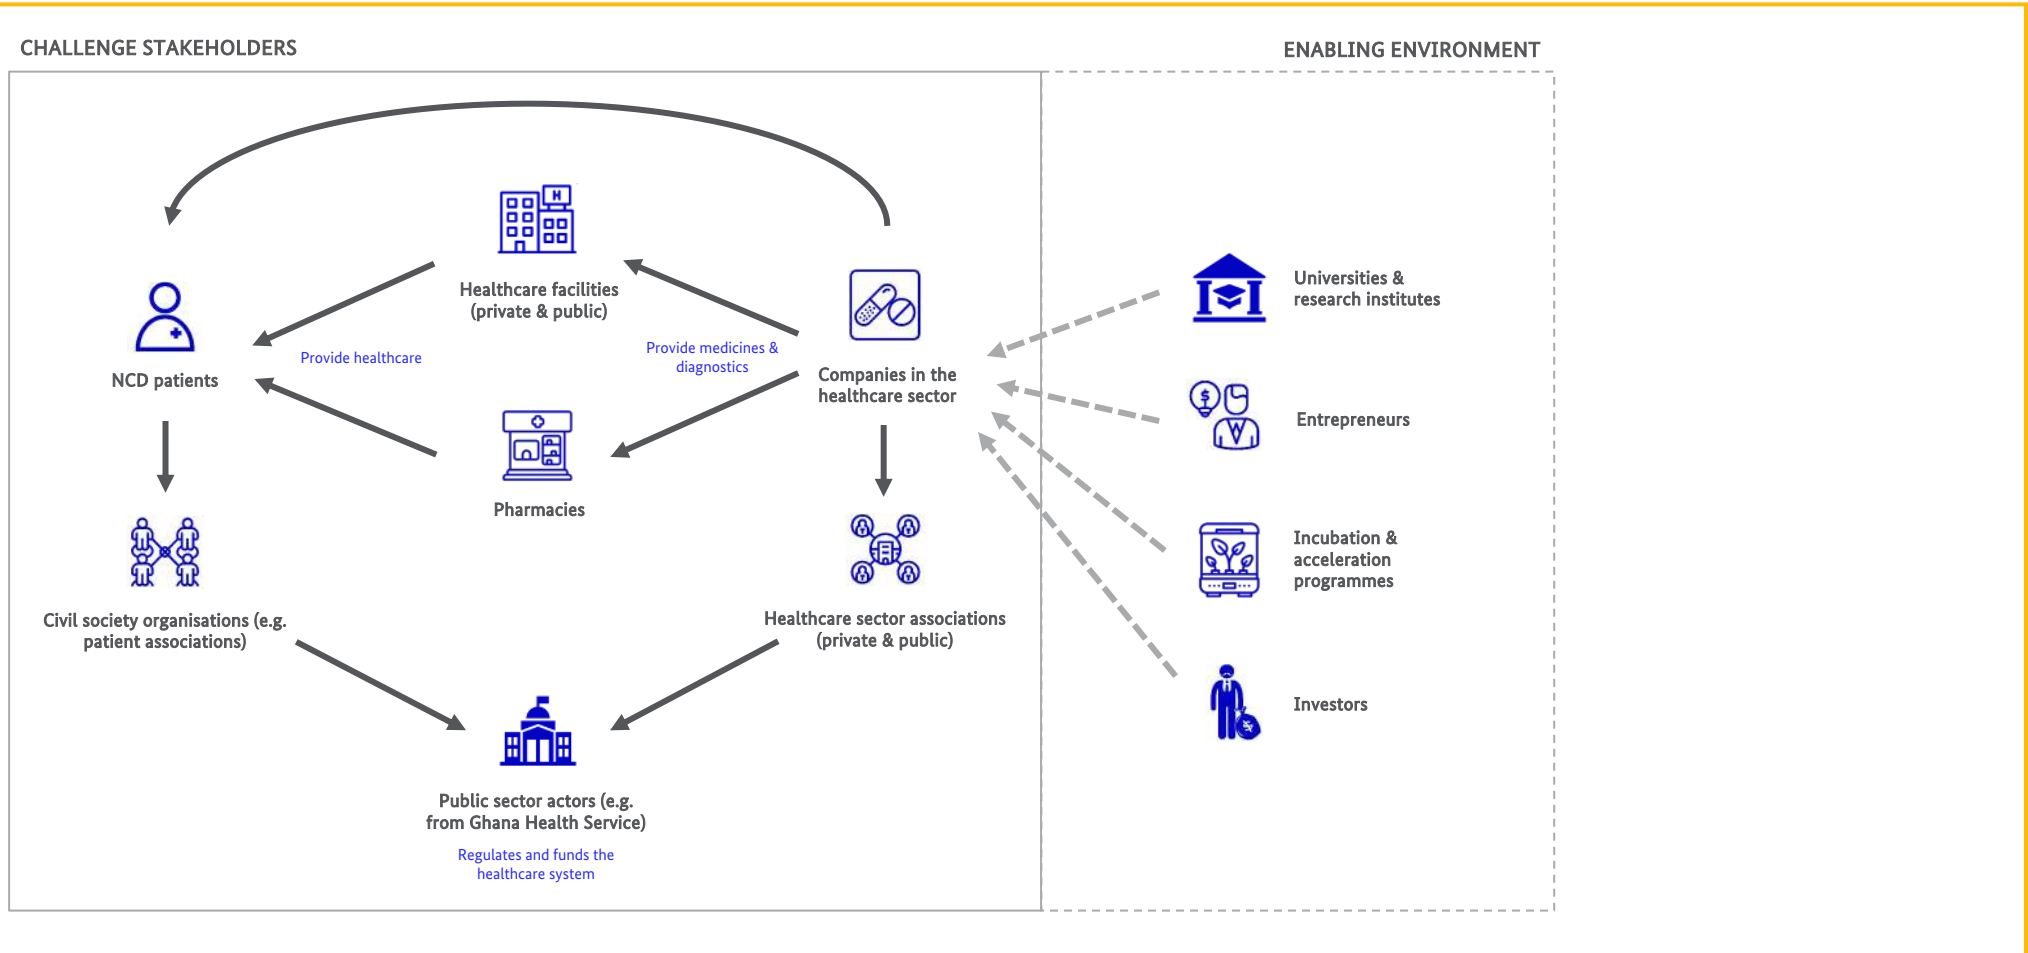 CHALLENGE STAKEHOLDERS
ENABLING ENVIRONMENT
H
Healthcare facilities
(private & public)
NCD patients
Provide healthcare
Provide medicines &
diagnostics
Companies in the
healthcare sector
Pharmacies
Civil society organisations (e.g.
patient associations)
Healthcare sector associations
(private & public)
Public sector actors (e.g.
from Ghana Health Service)
Regulates and funds the
healthcare system
Universities &
research institutes
$
Entrepreneurs
Incubation &
acceleration
programmes
Investors